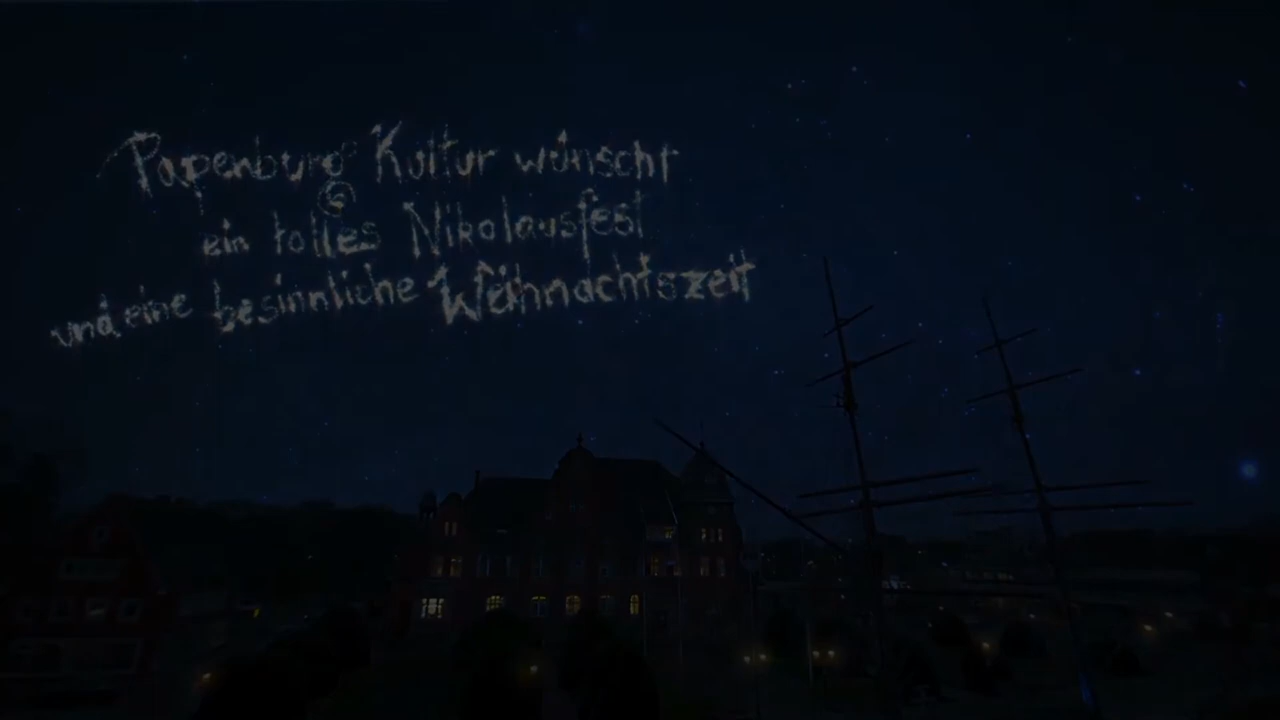 Papenburg Kultur wünscht
ein tolles Nikolausfest
und eine besinnliche Weihnachtszeit